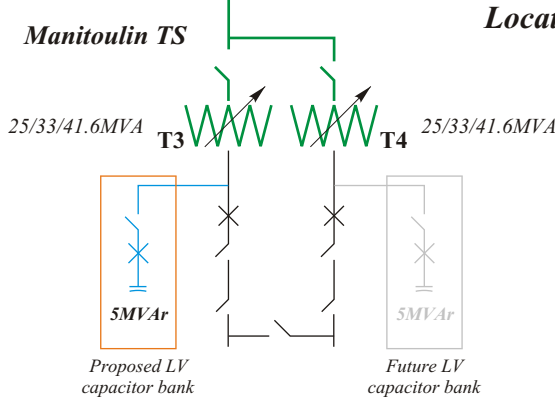 Manitoulin TS
Locat
25/33/41.6MVA
T3
T4
25/33/41.6MVA
5MVAr
5MVAr
Proposed LV
capacitor bank
Future LV
capacitor bank